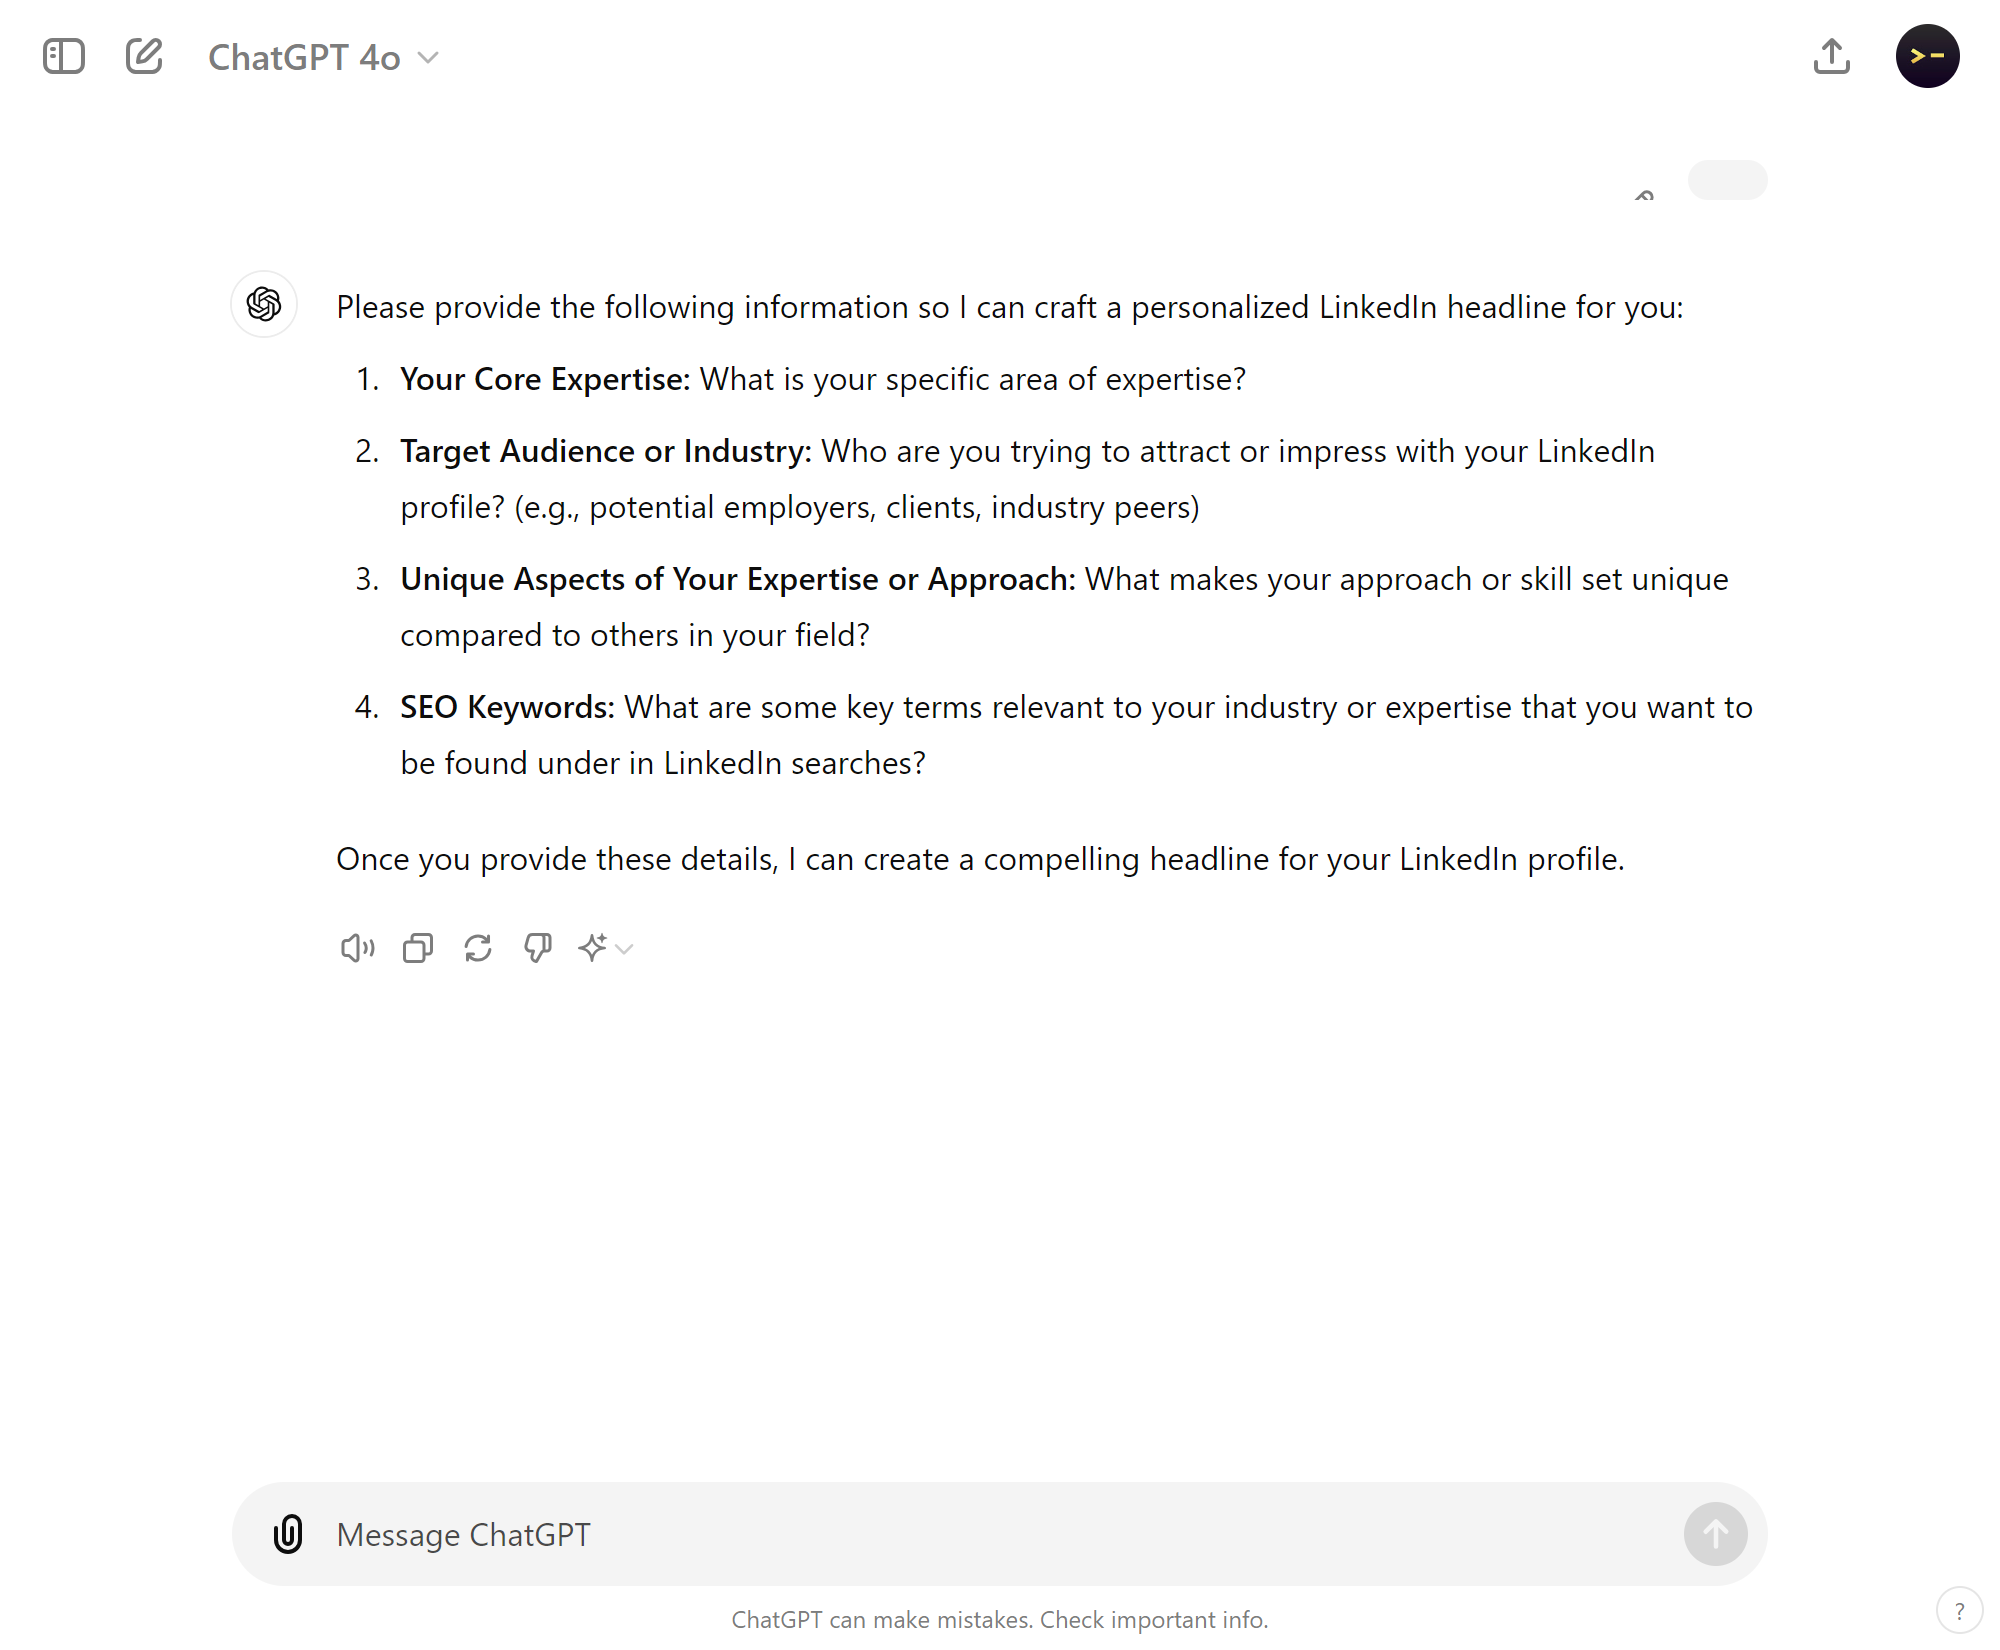 ChatGPT 4o
Please provide the following information so I can craft a personalized LinkedIn headline for you:
1. Your Core Expertise: What is your specific area of expertise?
2. Target Audience or Industry: Who are you trying to attract or impress with your LinkedIn
profile? (e.g., potential employers, clients, industry peers)
3. Unique Aspects of Your Expertise or Approach: What makes your approach or skill set unique
compared to others in your field?
4. SEO Keywords: What are some key terms relevant to your industry or expertise that you want to
be found under in LinkedIn searches?
Once you provide these details, I can create a compelling headline for your LinkedIn profile.
Message ChatGPT
ChatGPT can make mistakes. Check important info.
?